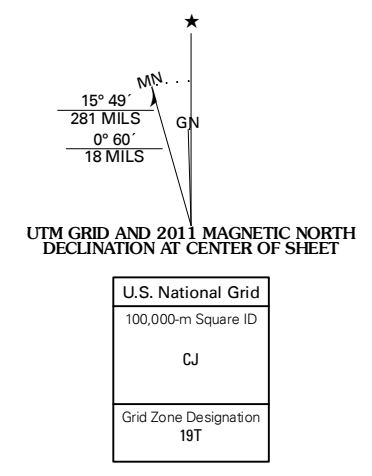 ★
MN
15° 49´
281 MILS
GN
0° 60´
18 MILS
UTM GRID AND 2011 MAGNETIC NORTH
DECLINATION AT CENTER OF SHEET
U.S. National Grid
100,000-m Square ID
CJ
Grid Zone Designation
19T